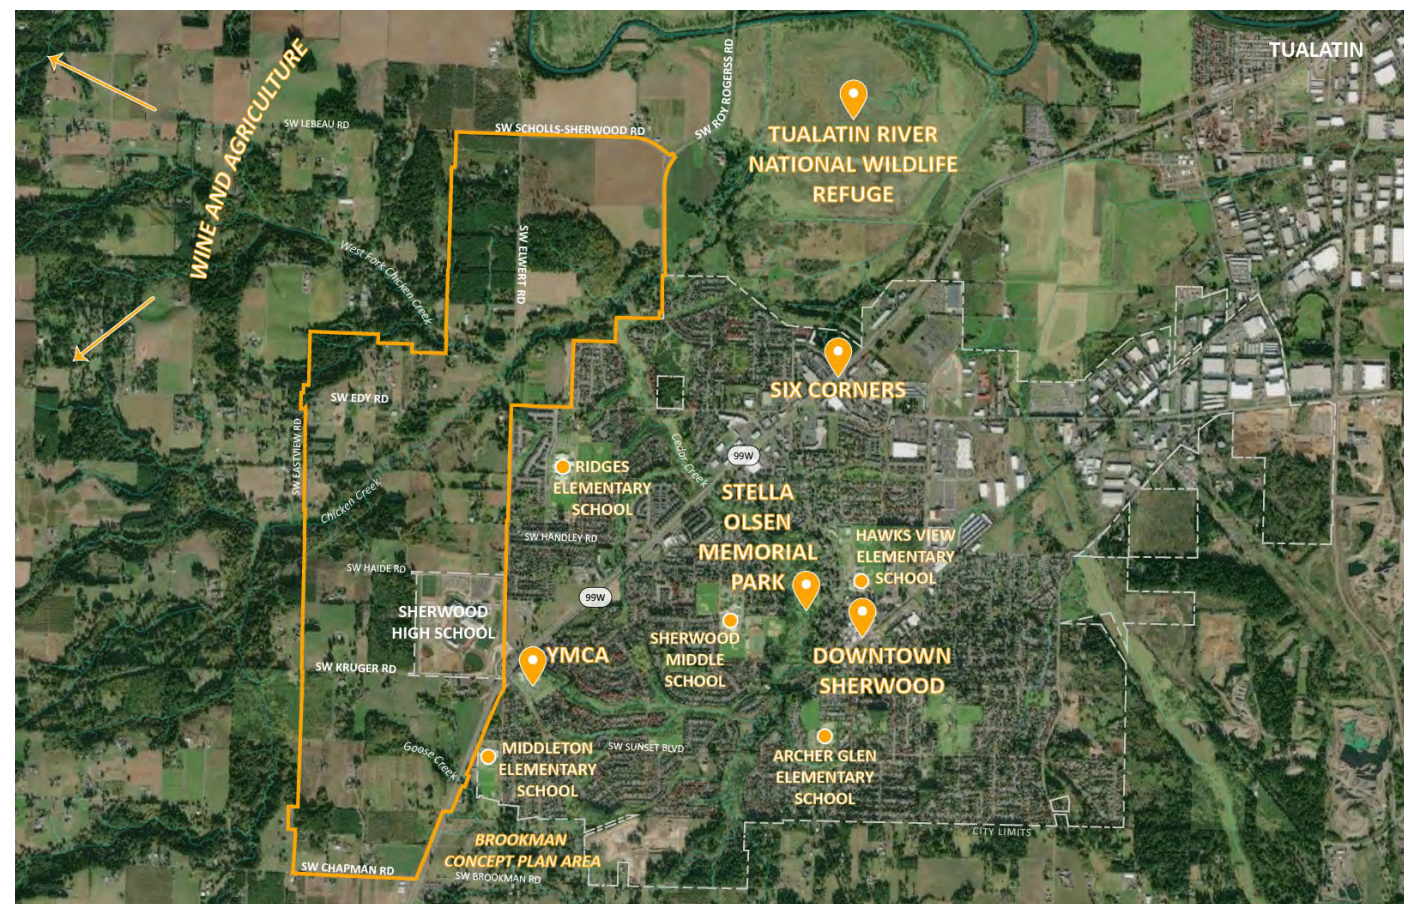 TUALATIN
WINE AND AGRICULTURE
SW LEBEAU RD
SW SCHOLLS-SHERWOOD RD
SW ROY ROGERSS RD
TUALATIN RIVER
NATIONAL WILDLIFE
REFUGE
West Fork Chicken Creek
SW ELWERT RD
SIX CORNERS
SW EDY RD
SW EASTVIEW RD
Chicken Creek
Cedar Creek
99W
RIDGES
ELEMENTARY
SCHOOL
STELLA
OLSEN
MEMORIAL
PARK
SW HANDLEY RD
HAWKS VIEW
ELEMENTARY
SCHOOL
SW HAIDE RD
99W
SHERWOOD
HIGH SCHOOL
SHERWOOD
MIDDLE
SCHOOL
YMCA
DOWNTOWN
SHERWOOD
SW KRUGER RD
Goose Creek
MIDDLETON
ELEMENTARY
SCHOOL
SW SUNSET BLVD
ARCHER GLEN
ELEMENTARY
SCHOOL
CITY LIMITS
BROOKMAN
CONCEPT PLAN AREA
SW CHAPMAN RD
SW BROOKMAN RD